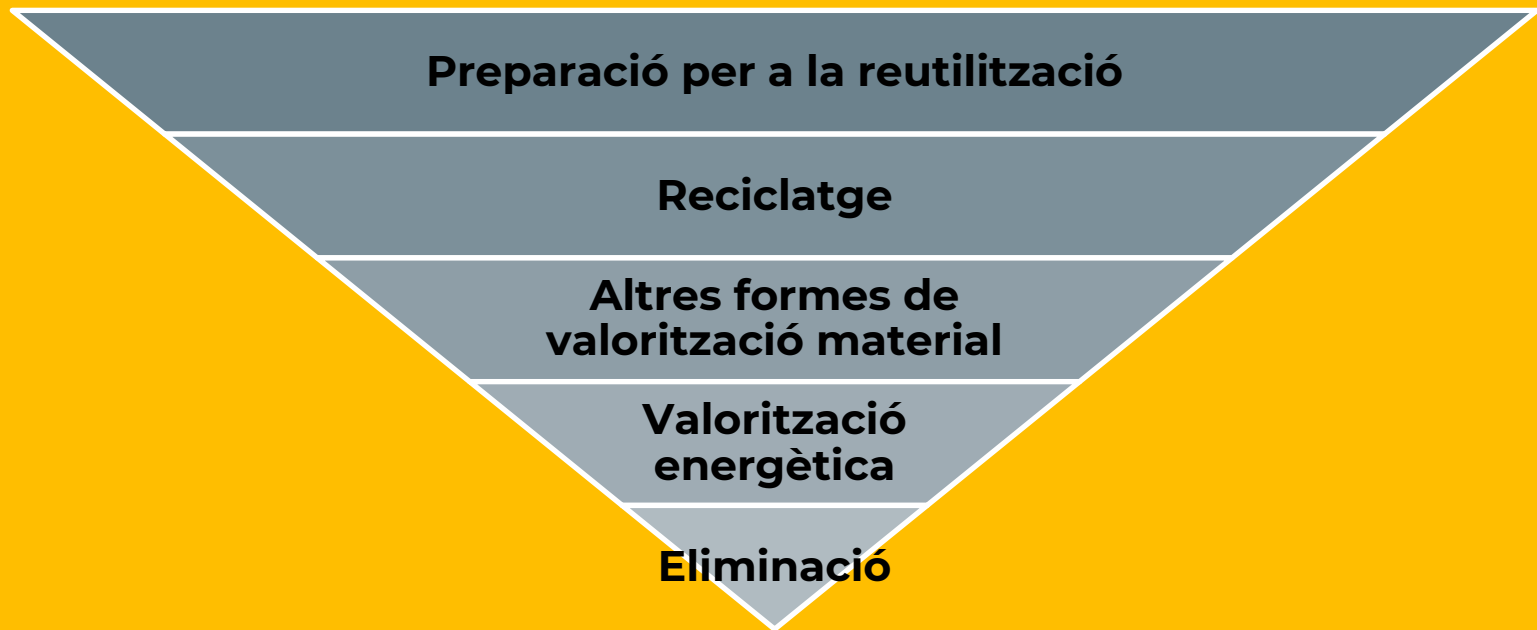 Preparació per a la reutilització
Reciclatge
Altres formes de
valorització material
Valorització
energètica
Eliminació